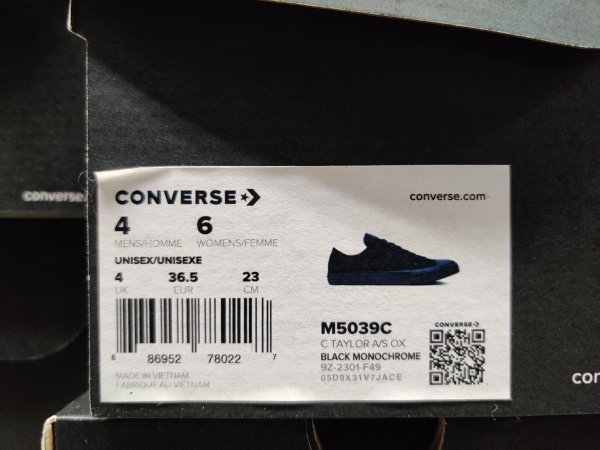 CONVERSE
converse.com
4 6
MENS/HOMME WOMENS/FEMME
UNISEX/UNISEXE
4 36.5 23
UK EUR CM
6 86952 78022 7
MADE IN VIETNAM
FABRIQUE AU VIETNAM
M5039C
C TAYLOR A/S OX
BLACK MONOCHROME
9Z-2301-F49
05D9X31V7JACE
CONVERSE
converse
con